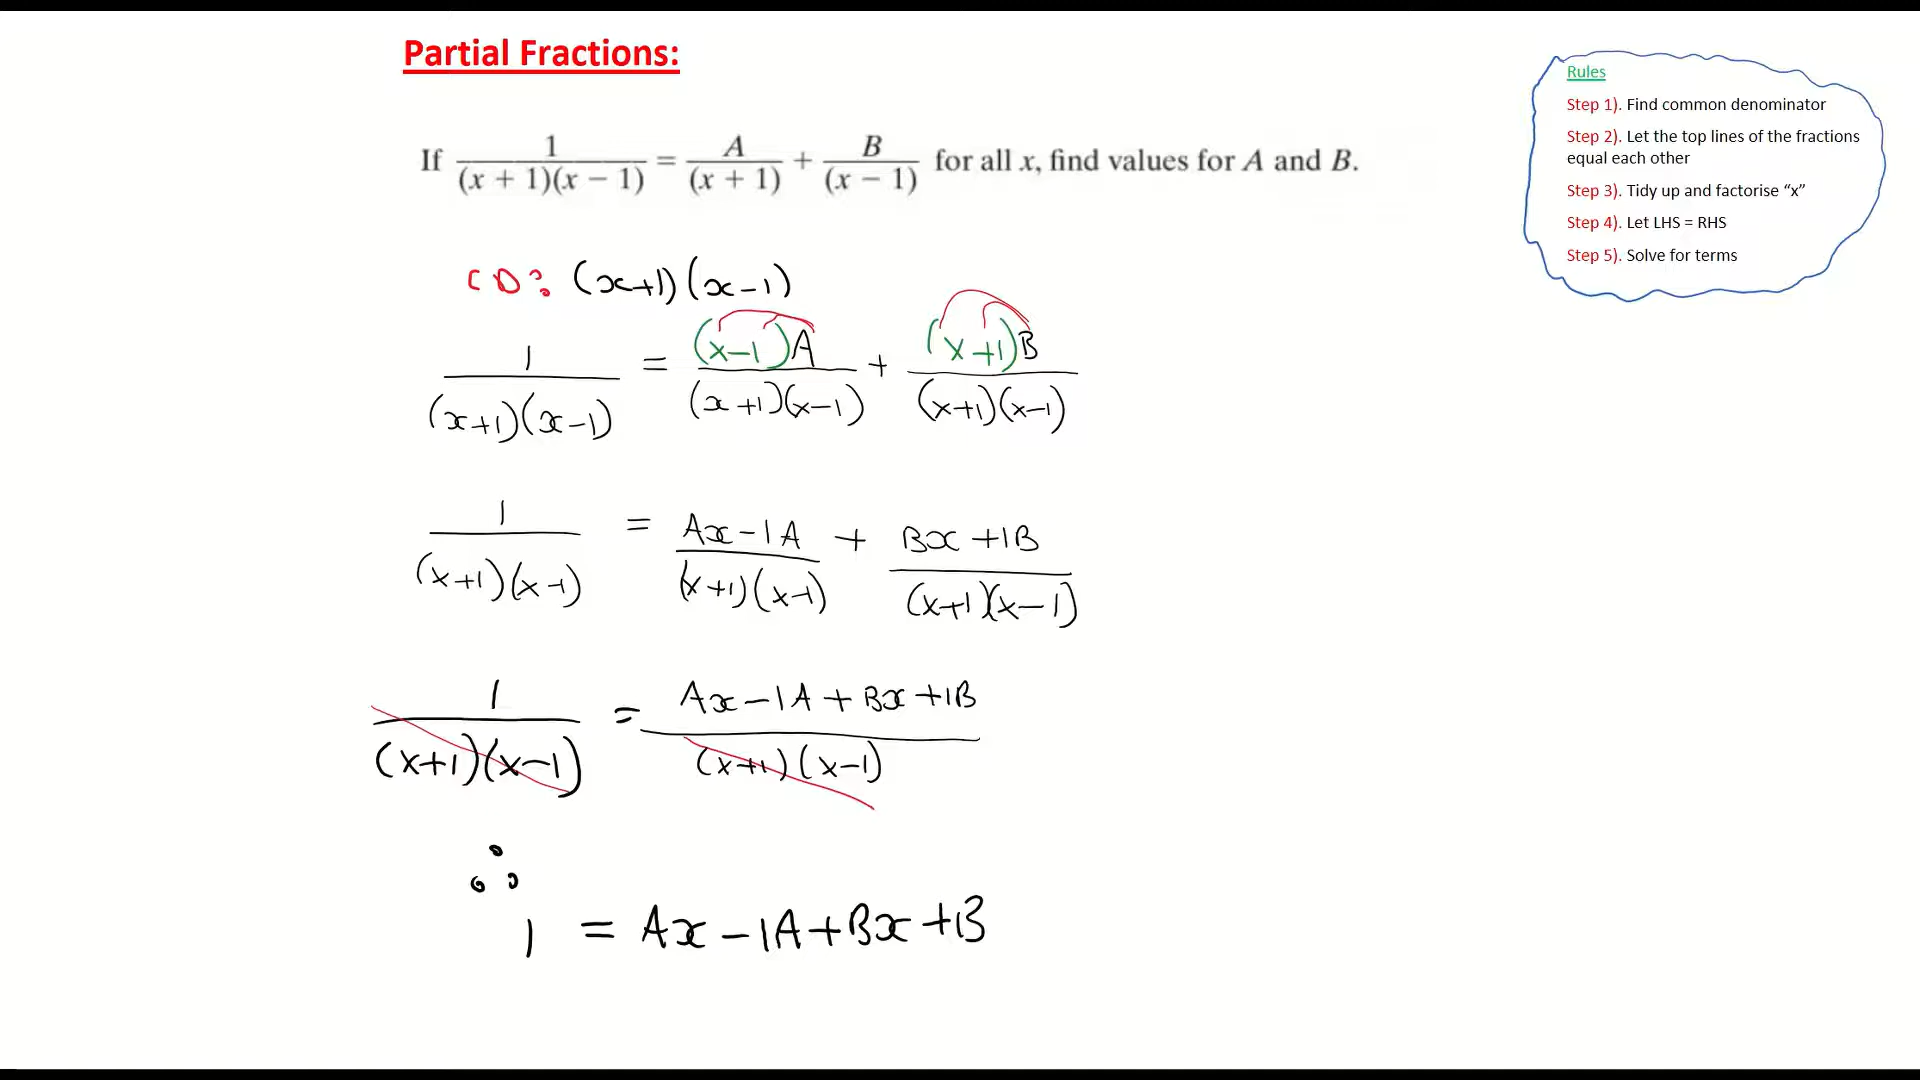 Partial Fractions:
If 1/((x + 1)(x − 1)) = A/(x + 1) + B/(x − 1) for all x, find values for A and B.
CD: (x+1)(x-1)
1/((x+1)(x-1)) = (x-1)A/((x+1)(x-1)) + (x+1)B/((x+1)(x-1))
1/((x+1)(x-1)) = Ax-1A/((x+1)(x-1)) + Bx+1B/((x+1)(x-1))
1/((x+1)(x-1)) = Ax-1A+Bx+1B/((x+1)(x-1))
∴
1 = Ax-1A+Bx+1B
Rules
Step 1). Find common denominator
Step 2). Let the top lines of the fractions
equal each other
Step 3). Tidy up and factorise “x”
Step 4). Let LHS = RHS
Step 5). Solve for terms